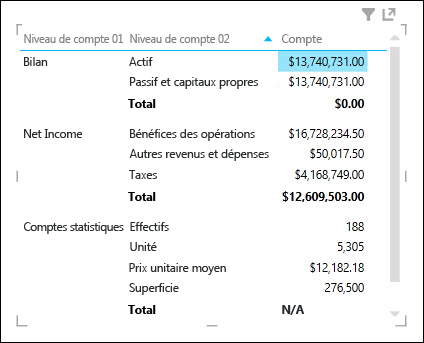 Niveau de compte 01 Niveau de compte 02 Compte
Bilan Actif $13,740,731.00
Passif et capitaux propres $13,740,731.00
Total $0.00
Net Income Bénéfices des opérations $16,728,234.50
Autres revenus et dépenses $50,017.50
Taxes $4,168,749.00
Total $12,609,503.00
Comptes statistiques Effectifs 188
Unité 5,305
Prix unitaire moyen $12,182.18
Superficie 276,500
Total N/A